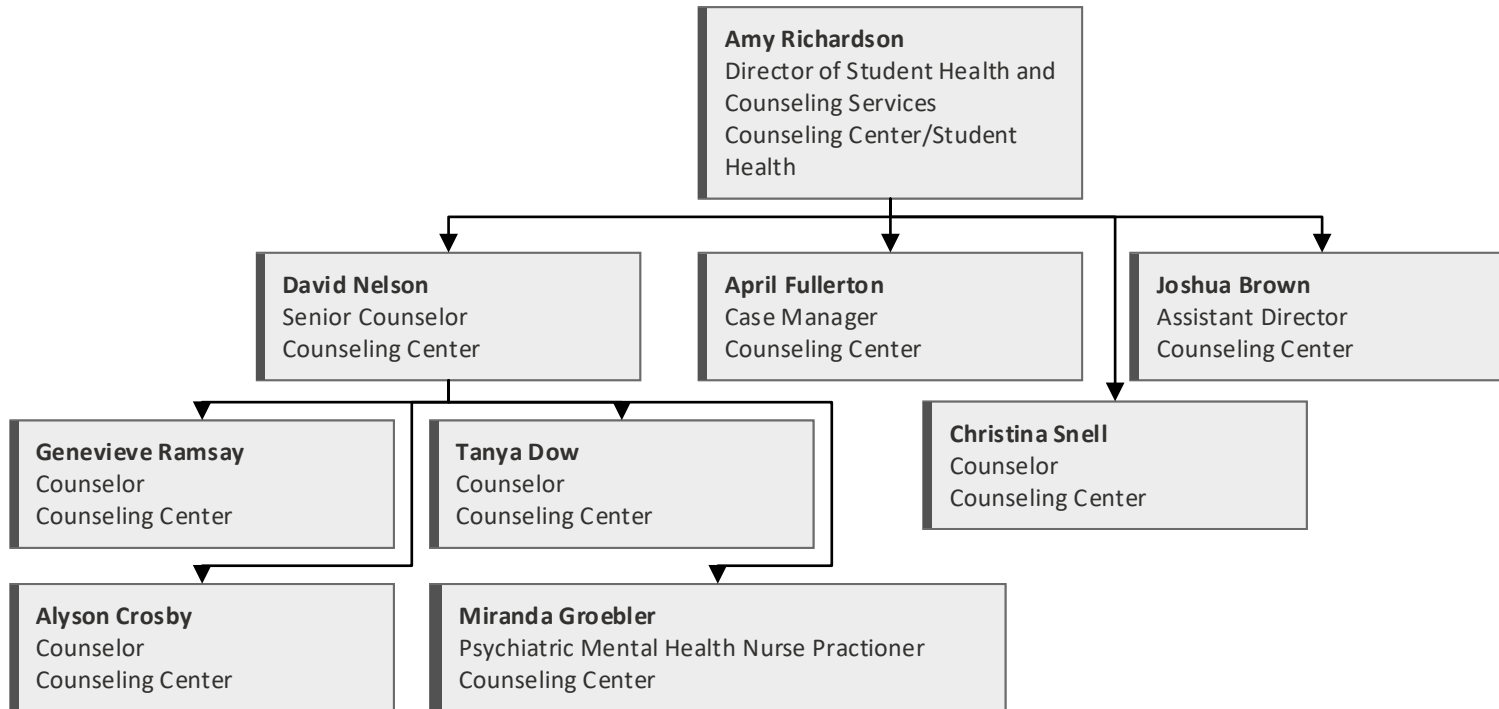 Amy Richardson
Director of Student Health and
Counseling Services
Counseling Center/Student
Health
David Nelson
Senior Counselor
Counseling Center
April Fullerton
Case Manager
Counseling Center
Joshua Brown
Assistant Director
Counseling Center
Genevieve Ramsay
Counselor
Counseling Center
Tanya Dow
Counselor
Counseling Center
Christina Snell
Counselor
Counseling Center
Alyson Crosby
Counselor
Counseling Center
Miranda Groebler
Psychiatric Mental Health Nurse Practioner
Counseling Center